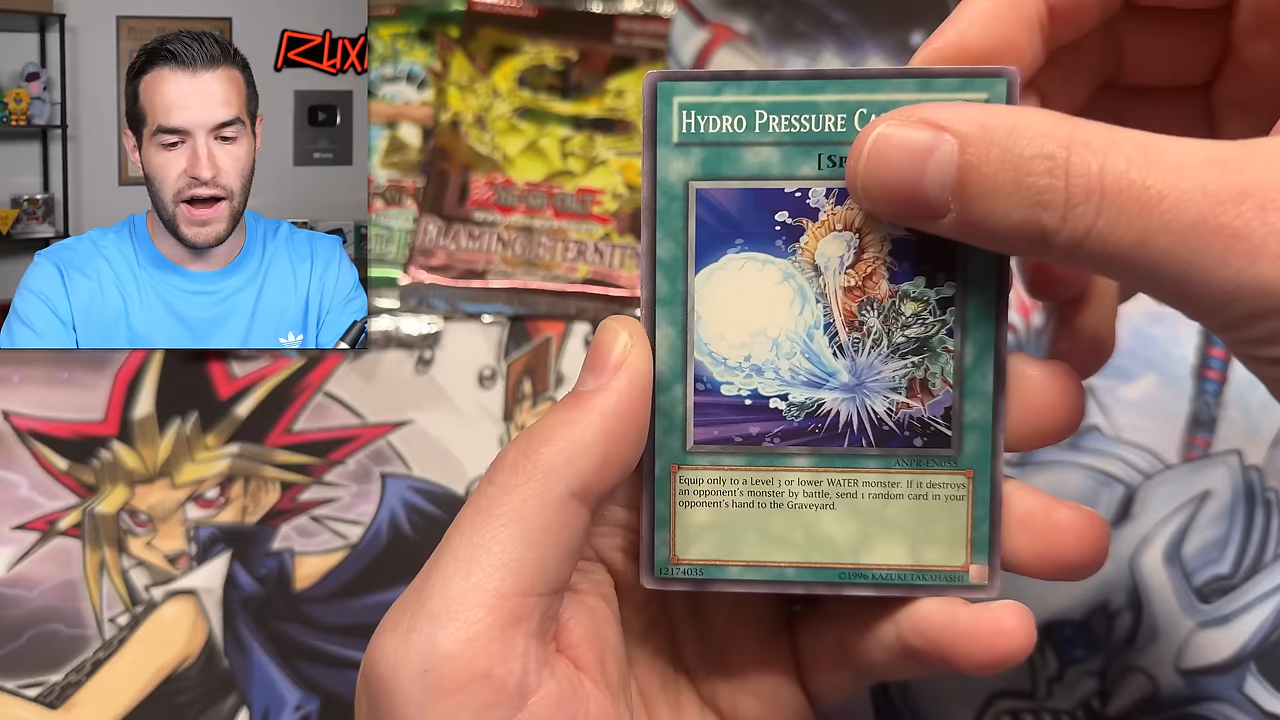 Ruxi
YU-GI-OH!
FLAMING ETERNITY
HYDRO PRESSURE CA
[SP
ANPR-EN055
Equip only to a Level 3 or lower WATER monster. If it destroys
an opponent's monster by battle, send 1 random card in your
opponent's hand to the Graveyard.
12174035
©1996 KAZUKI TAKAHASHI